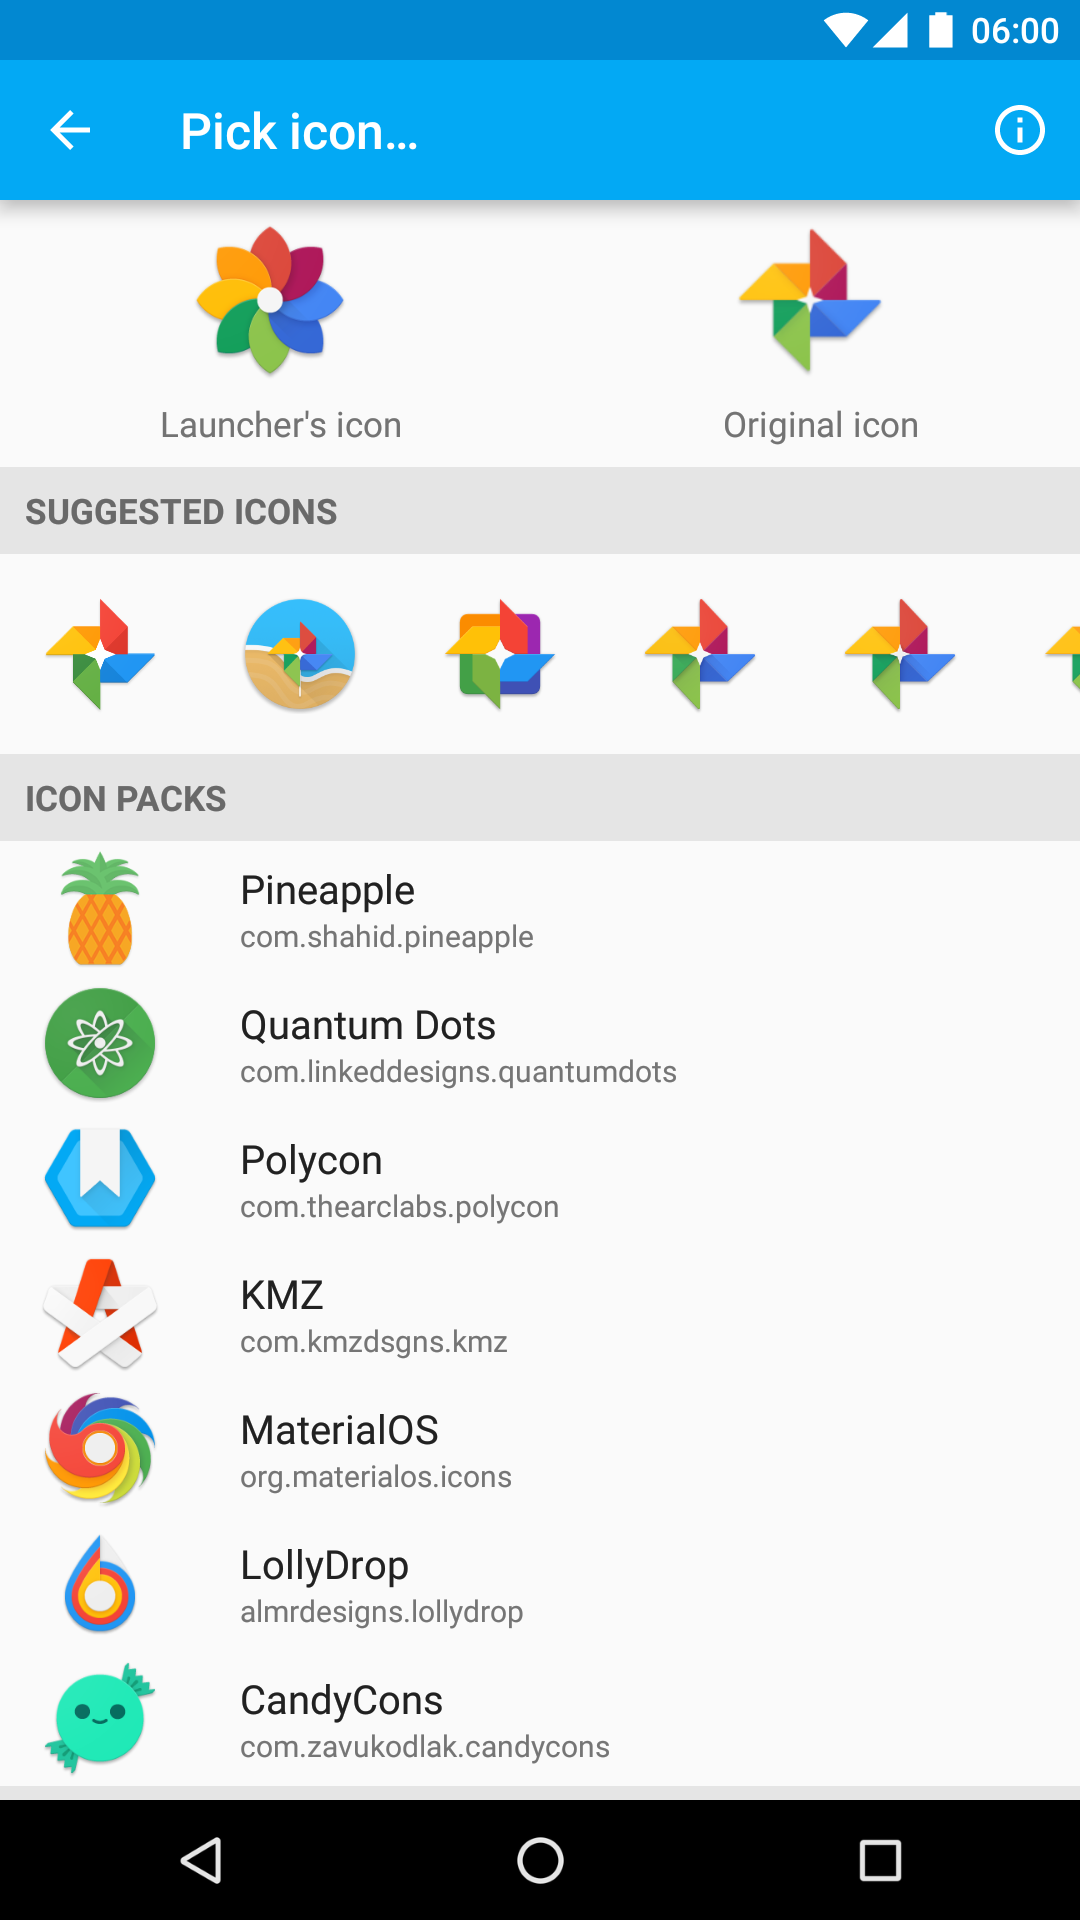 06:00
Pick icon...
Launcher's icon
Original icon
SUGGESTED ICONS
ICON PACKS
Pineapple
com.shahid.pineapple
Quantum Dots
com.linkeddesigns.quantumdots
Polycon
com.thearclabs.polycon
KMZ
com.kmzdsgns.kmz
MaterialOS
org.materialos.icons
LollyDrop
almrdesigns.lollydrop
CandyCons
com.zavukodlak.candycons